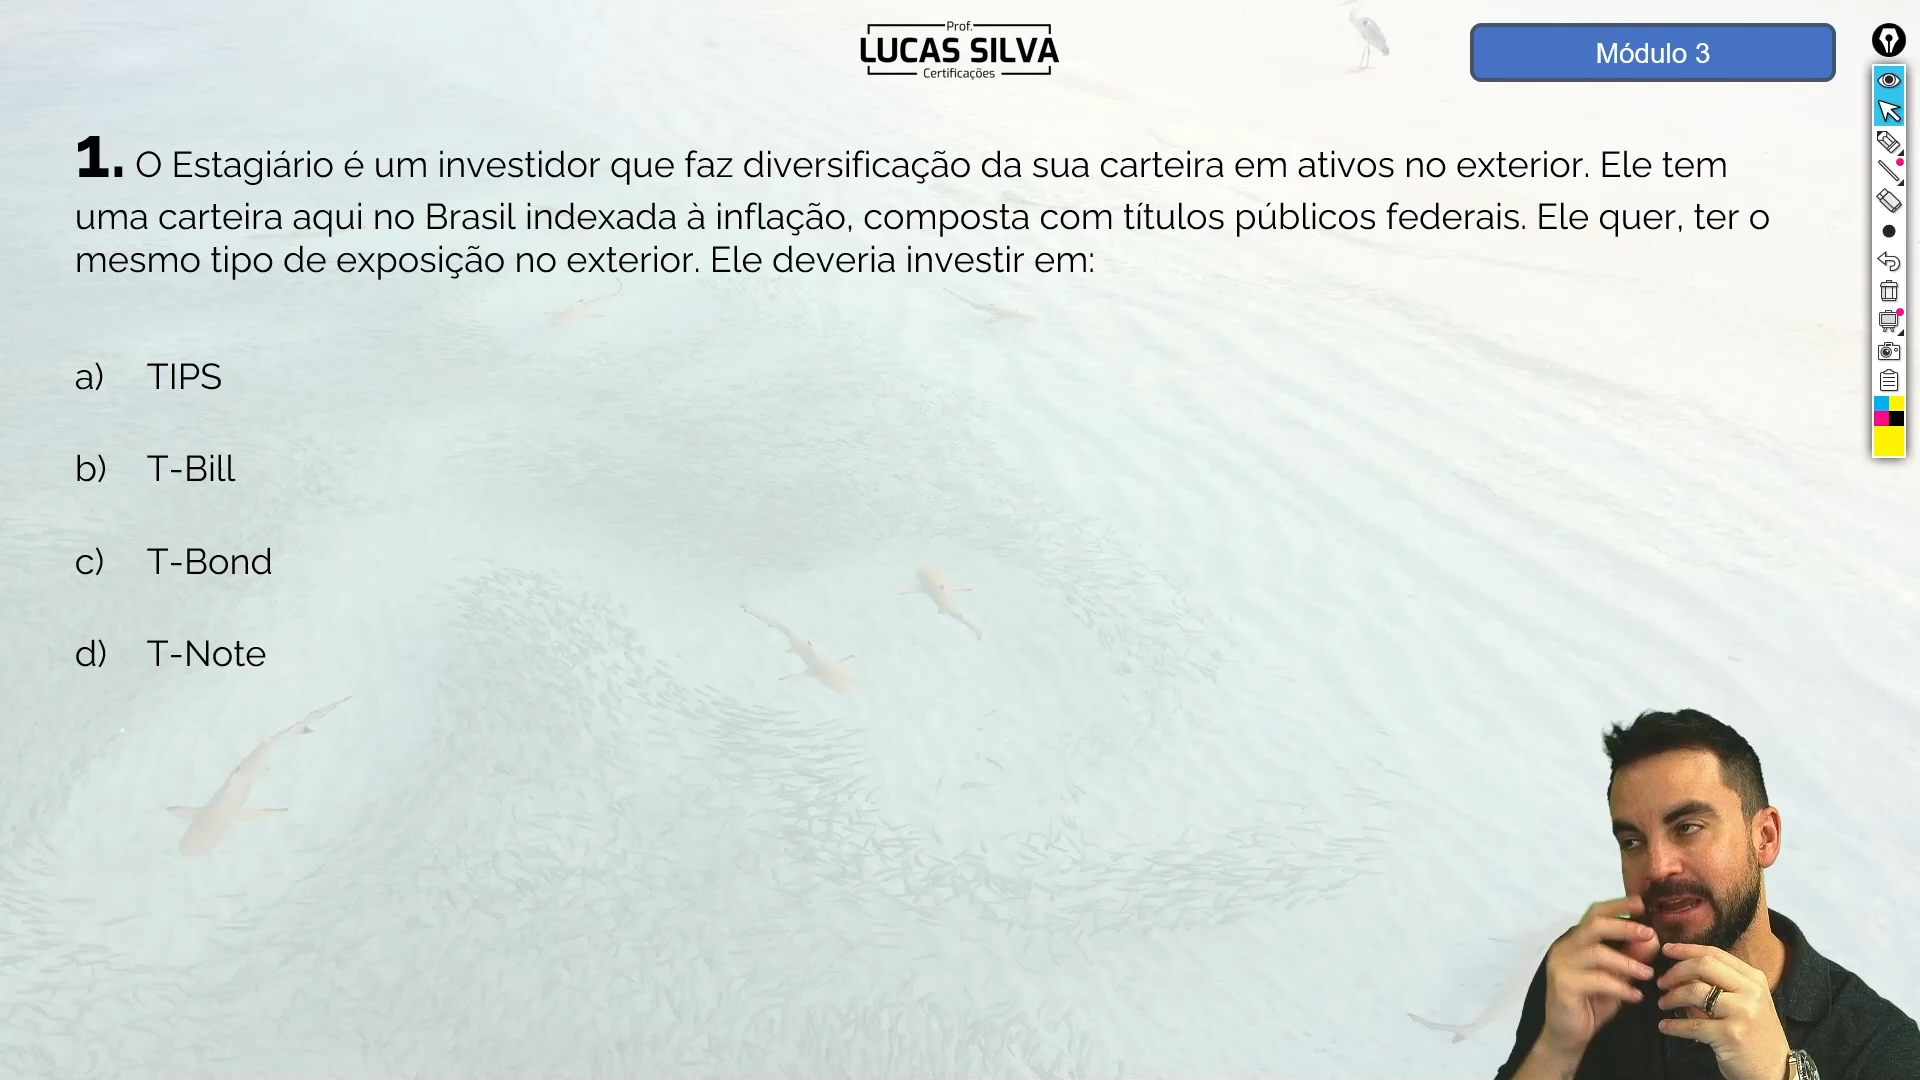 Prof.
LUCAS SILVA
Certificações
Módulo 3
1. O Estagiário é um investidor que faz diversificação da sua carteira em ativos no exterior. Ele tem
uma carteira aqui no Brasil indexada à inflação, composta com títulos públicos federais. Ele quer, ter o
mesmo tipo de exposição no exterior. Ele deveria investir em:
a) TIPS
b) T-Bill
c) T-Bond
d) T-Note